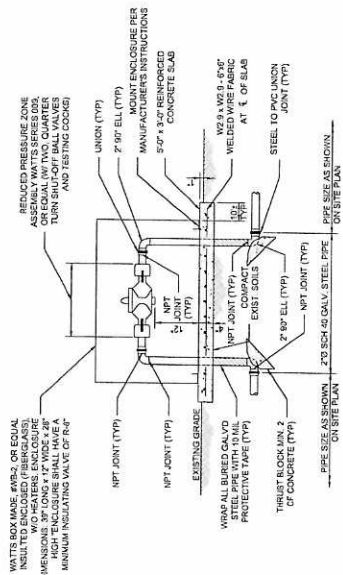 WATTS BOX MADE, #WB-2, OR EQUAL
INSULTED ENCLOSED (FIBERGLASS),
W/O HEATERS. ENCLOSURE
DIMENSIONS: 39" LONG x 12" WIDE x 28"
HIGH "ENCLOSURE SHALL HAVE A
MINIMUM INSULATING VALVE OF R-6"
REDUCED PRESSURE ZONE
ASSEMBLY WATTS SERIES 009,
OR EQUAL (W/ TWO, QUARTER
TURN SHUT-OFF BALL VALVES
AND TESTING COCKS)
NPT JOINT (TYP)
NPT JOINT (TYP)
UNION (TYP)
2" 90° ELL (TYP)
MOUNT ENCLOSURE PER
MANUFACTURER'S INSTRUCTIONS
5'-0" x 3'-0" REINFORCED
CONCRETE SLAB
EXISTING GRADE
NPT
JOINT
(TYP)
12"
4"
1"
W2.9 x W2.9 - 6"x6"
WELDED WIRE FABRIC
AT ℄ OF SLAB
WRAP ALL BURIED GALV'D
STEEL PIPE WITH 10 MIL
PROTECTIVE TAPE (TYP)
NPT JOINT (TYP)
COMPACT
EXIST. SOILS
STEEL TO PVC UNION
JOINT (TYP)
THRUST BLOCK MIN. 2
CF CONCRETE (TYP)
2" 90° ELL (TYP)
NPT JOINT (TYP)
PIPE SIZE AS SHOWN
ON SITE PLAN
2"Ø SCH 40 GALV. STEEL PIPE
PIPE SIZE AS SHOWN
ON SITE PLAN